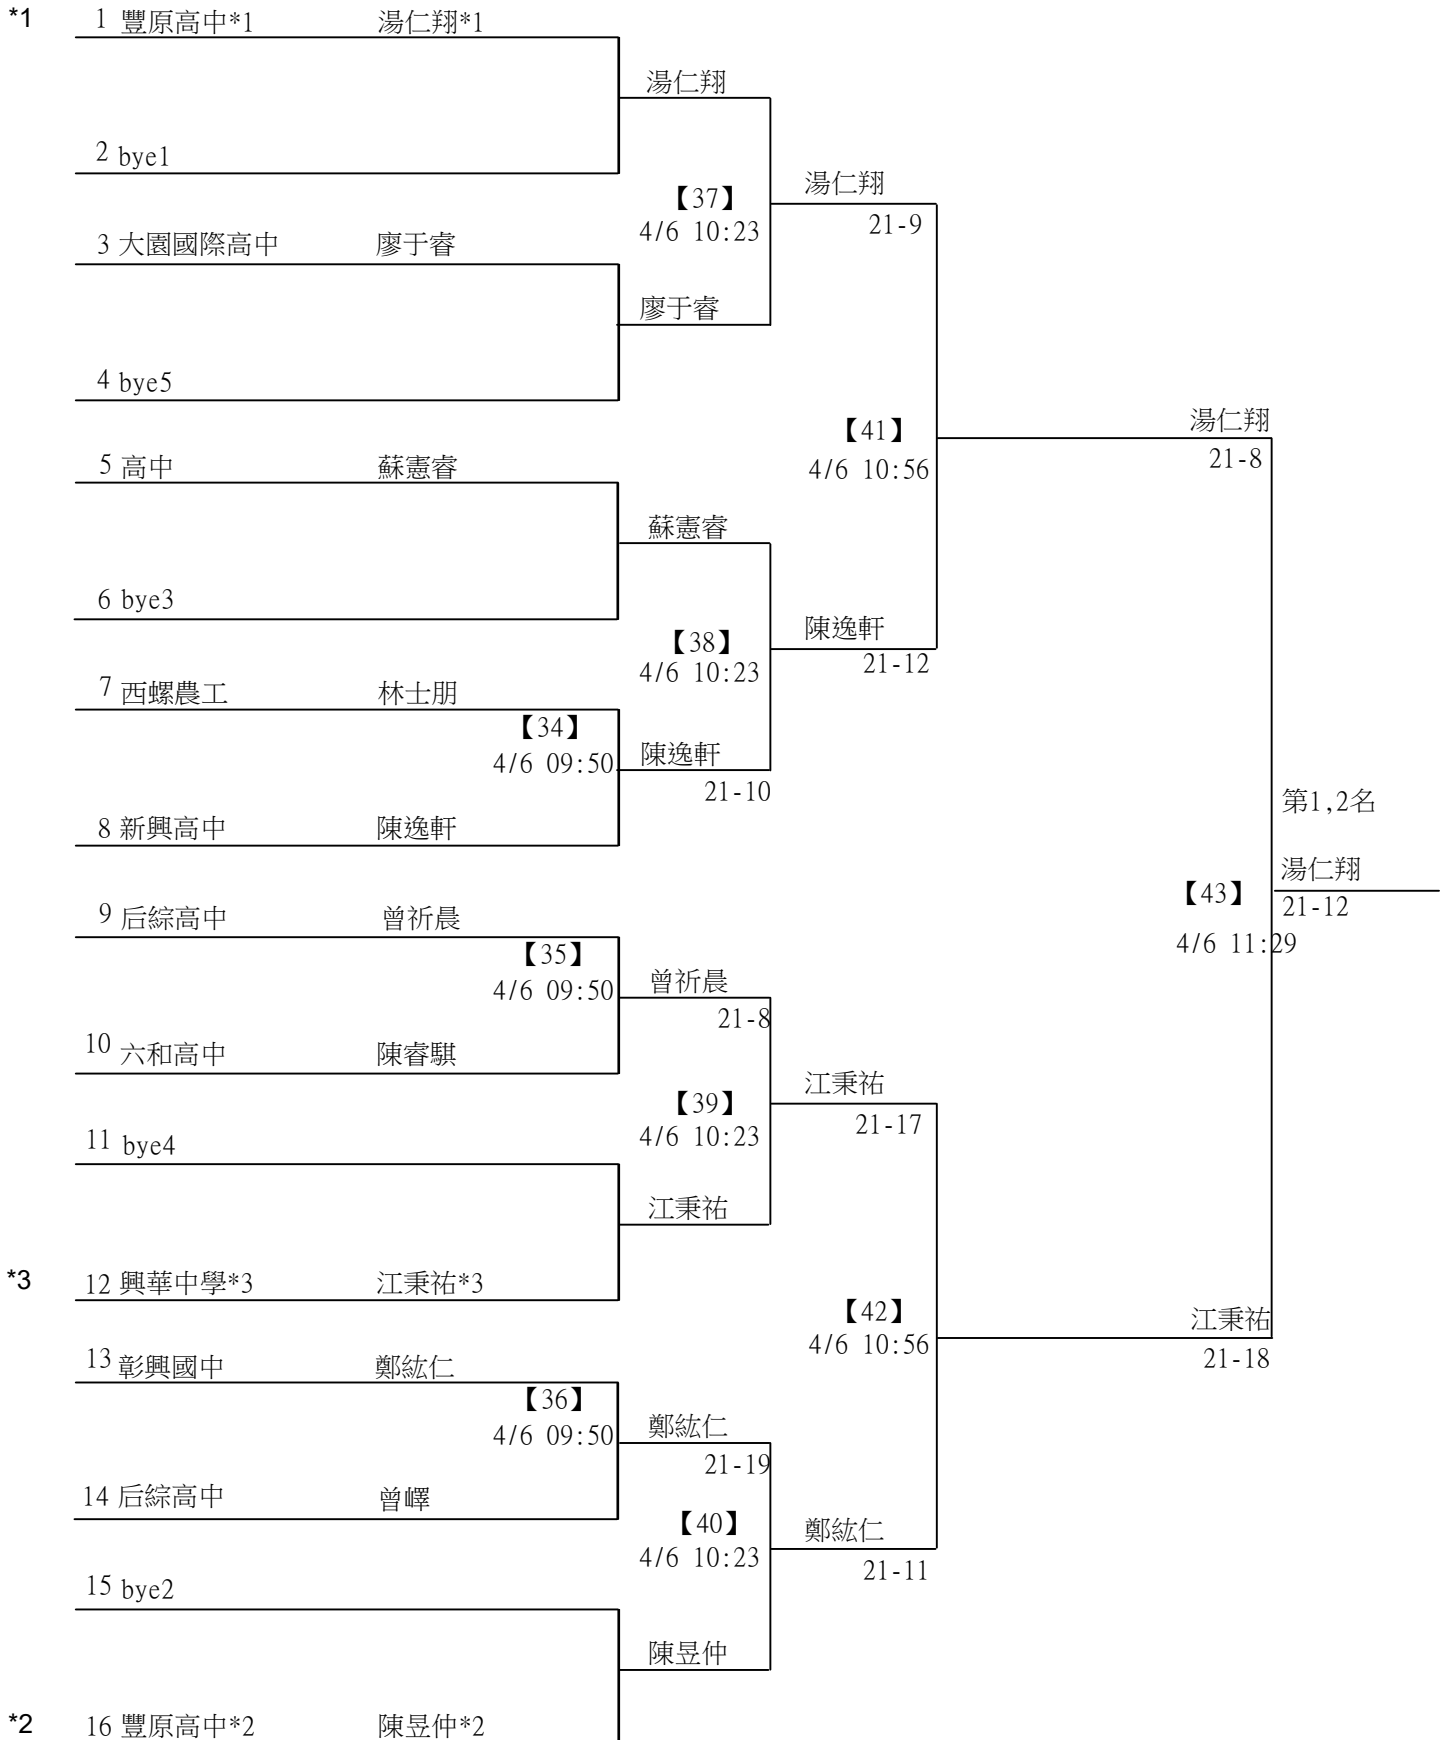 *1 1 豐原高中*1 湯仁翔*1
湯仁翔
2 bye1
【37】 湯仁翔
4/6 10:23 21-9
3 大園國際高中 廖于睿
廖于睿
4 bye5
【41】 湯仁翔
4/6 10:56 21-8
5 高中 蘇憲睿
蘇憲睿
6 bye3
【38】 陳逸軒
4/6 10:23 21-12
7 西螺農工 林士朋
【34】
4/6 09:50 陳逸軒
21-10
8 新興高中 陳逸軒
第1,2名
湯仁翔
【43】 21-12
4/6 11:29
9 后綜高中 曾祈晨
【35】
4/6 09:50 曾祈晨
21-8
10 六和高中 陳睿騏
【39】 江秉祐
4/6 10:23 21-17
11 bye4
江秉祐
*3 12 興華中學*3 江秉祐*3
【42】 江秉祐
4/6 10:56 21-18
13 彰興國中 鄭紘仁
【36】
4/6 09:50 鄭紘仁
21-19
14 后綜高中 曾嶧
【40】 鄭紘仁
4/6 10:23 21-11
15 bye2
陳昱仲
*2 16 豐原高中*2 陳昱仲*2